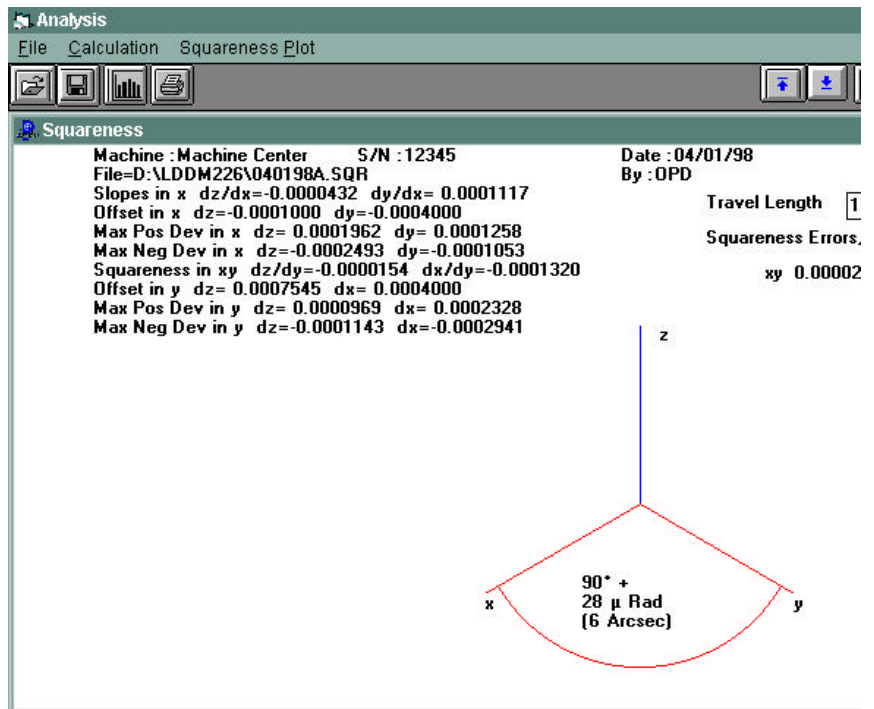 Analysis
File Calculation Squareness Plot
Squareness
Machine :Machine Center S/N :12345 Date :04/01/98
File=D:\LDDM226\040198A.SQR By :OPD
Slopes in x dz/dx=-0.0000432 dy/dx= 0.0001117
Offset in x dz=-0.0001000 dy=-0.0004000
Max Pos Dev in x dz= 0.0001962 dy= 0.0001258
Max Neg Dev in x dz=-0.0002493 dy=-0.0001053
Squareness in xy dz/dy=-0.0000154 dx/dy=-0.0001320
Offset in y dz= 0.0007545 dx= 0.0004000
Max Pos Dev in y dz= 0.0000969 dx= 0.0002328
Max Neg Dev in y dz=-0.0001143 dx=-0.0002941
Travel Length 1
Squareness Errors,
xy 0.00002
z
x
y
90° +
28 µ Rad
(6 Arcsec)